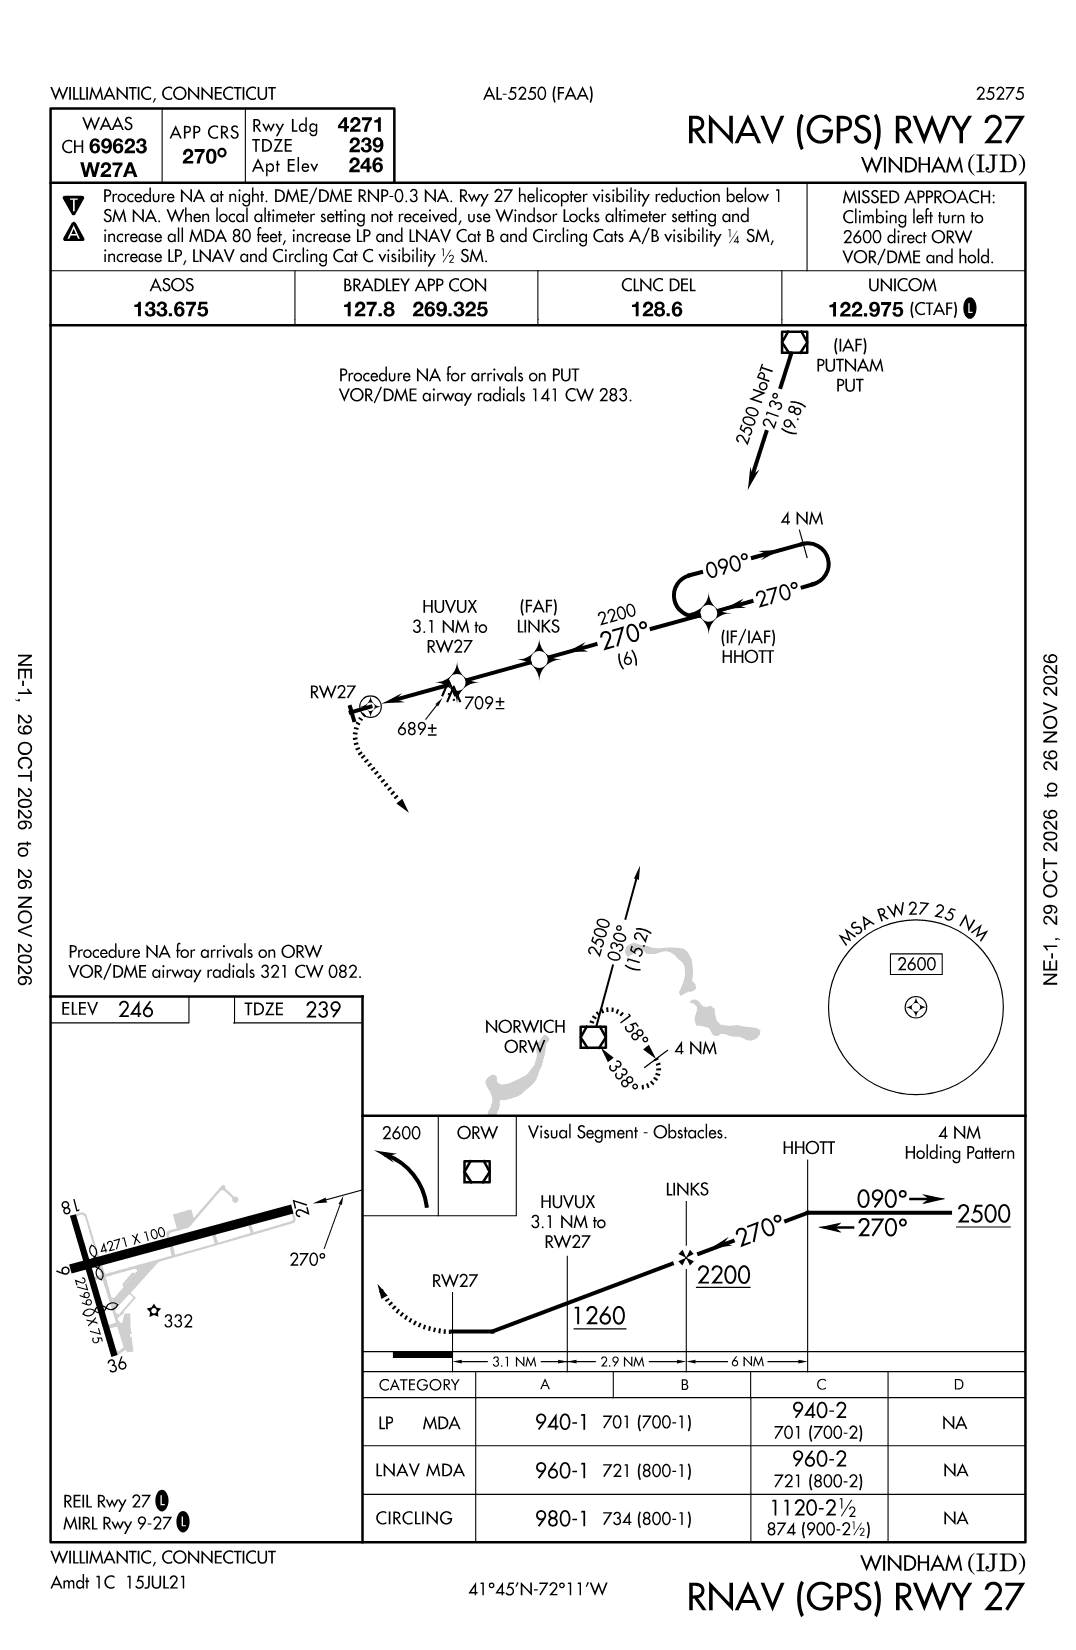 WILLIMANTIC, CONNECTICUT
AL-5250 (FAA)
25275
RNAV (GPS) RWY 27
WINDHAM (IJD)
WAAS
CH 69623
W27A
APP CRS
270°
Rwy Ldg 4271
TDZE 239
Apt Elev 246
T
A
Procedure NA at night. DME/DME RNP-0.3 NA. Rwy 27 helicopter visibility reduction below 1
SM NA. When local altimeter setting not received, use Windsor Locks altimeter setting and
increase all MDA 80 feet, increase LP and LNAV Cat B and Circling Cats A/B visibility ¼ SM,
increase LP, LNAV and Circling Cat C visibility ½ SM.
MISSED APPROACH:
Climbing left turn to
2600 direct ORW
VOR/DME and hold.
ASOS
133.675
BRADLEY APP CON
127.8 269.325
CLNC DEL
128.6
UNICOM
122.975 (CTAF) L
Procedure NA for arrivals on PUT
VOR/DME airway radials 141 CW 283.
(IAF)
PUTNAM
PUT
2500 NoPT
213°
(9.8)
4 NM
090°
270°
(IF/IAF)
HHOTT
2200
270°
(6)
(FAF)
LINKS
HUVUX
3.1 NM to
RW27
RW27
709±
689±
2500
030°
(15.2)
NORWICH
ORW
158°
338°
4 NM
MSA RW27 25 NM
2600
Procedure NA for arrivals on ORW
VOR/DME airway radials 321 CW 082.
ELEV 246
TDZE 239
18
27
4271 X 100
9
2799 X 75
36
332
270°
REIL Rwy 27 L
MIRL Rwy 9-27 L
2600
ORW
Visual Segment - Obstacles.
HHOTT
4 NM
Holding Pattern
LINKS
HUVUX
3.1 NM to
RW27
RW27
090°
270°
2500
270°
2200
1260
3.1 NM
2.9 NM
6 NM
CATEGORY A B C D
LP MDA 940-1 701 (700-1) 940-2 701 (700-2) NA
LNAV MDA 960-1 721 (800-1) 960-2 721 (800-2) NA
CIRCLING 980-1 734 (800-1) 1120-2½ 874 (900-2½) NA
WILLIMANTIC, CONNECTICUT
Amdt 1C 15JUL21
41°45'N-72°11'W
WINDHAM (IJD)
RNAV (GPS) RWY 27
NE-1, 29 OCT 2026 to 26 NOV 2026
NE-1, 29 OCT 2026 to 26 NOV 2026